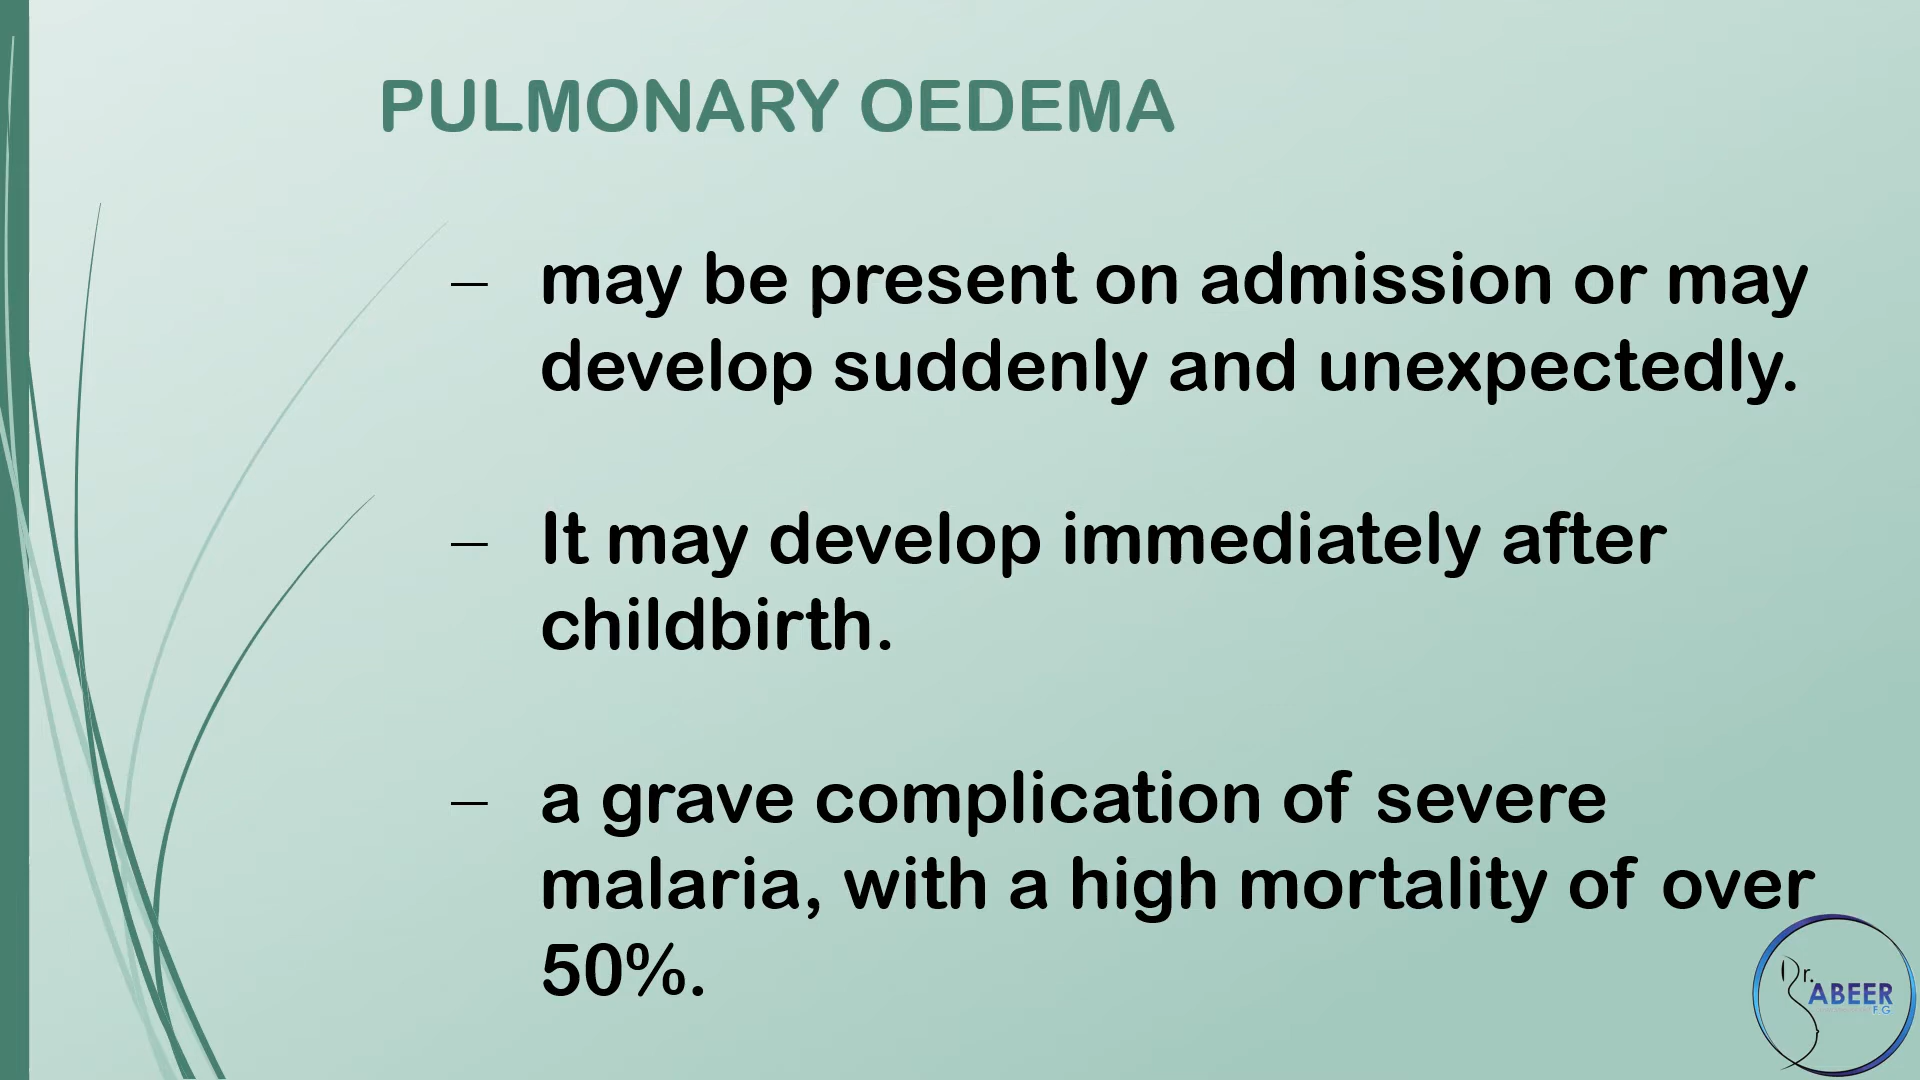 PULMONARY OEDEMA
– may be present on admission or may
develop suddenly and unexpectedly.
– It may develop immediately after
childbirth.
– a grave complication of severe
malaria, with a high mortality of over
50%.
Dr.
ABEER
F.G